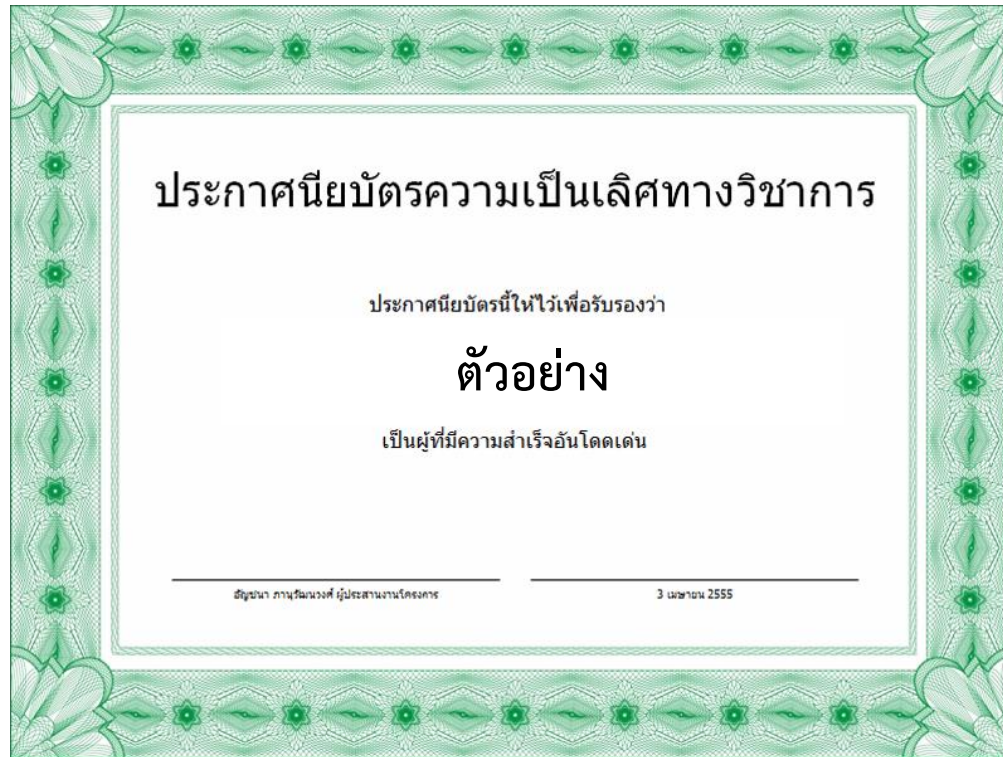 ประกาศนียบัตรความเป็นเลิศทางวิชาการ
ประกาศนียบัตรนี้ให้ไว้เพื่อรับรองว่า
ตัวอย่าง
เป็นผู้ที่มีความสำเร็จอันโดดเด่น
ธัญชนา ภานุวัฒนวงศ์ ผู้ประสานงานโครงการ
3 เมษายน 2555